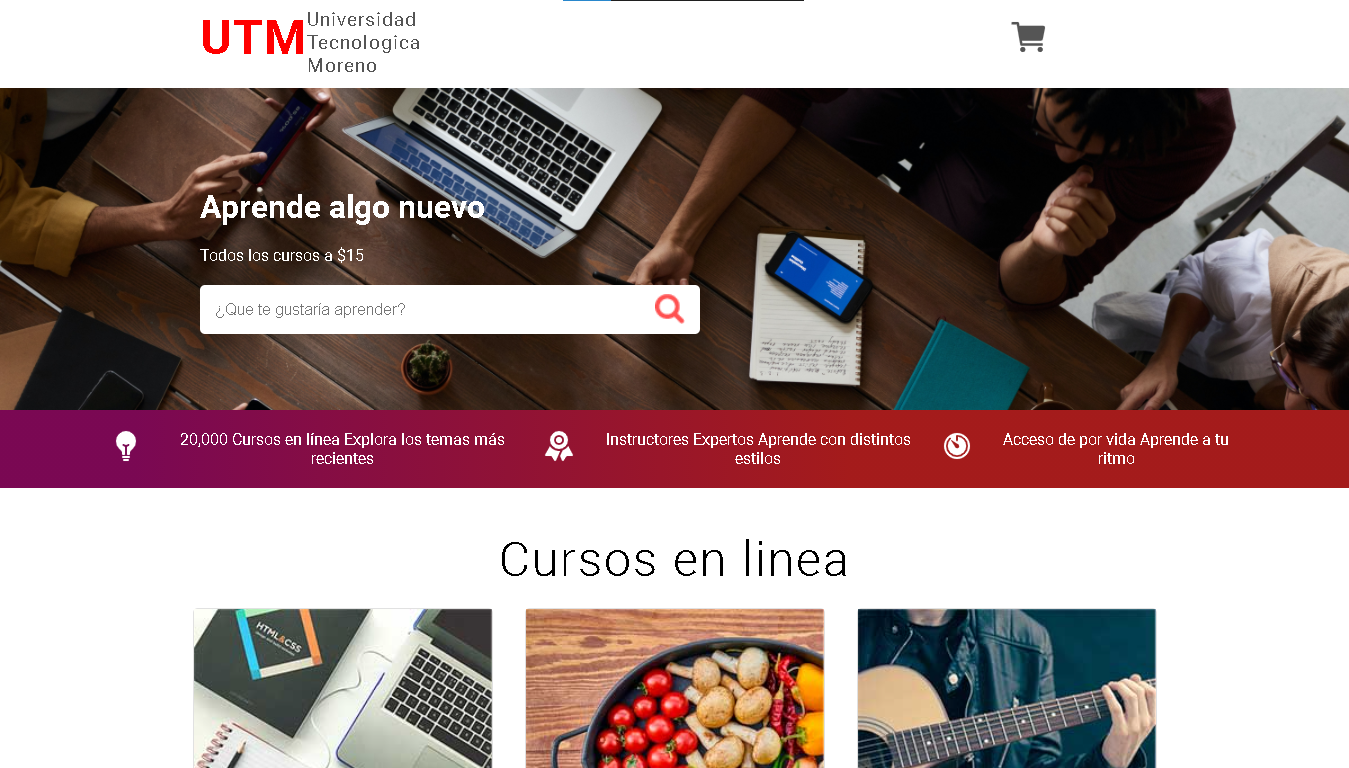 UTM
Universidad
Tecnologica
Moreno
Aprende algo nuevo
Todos los cursos a $15
¿Que te gustaría aprender?
20,000 Cursos en línea Explora los temas más
recientes
Instructores Expertos Aprende con distintos
estilos
Acceso de por vida Aprende a tu
ritmo
Cursos en linea
HTML&CSS